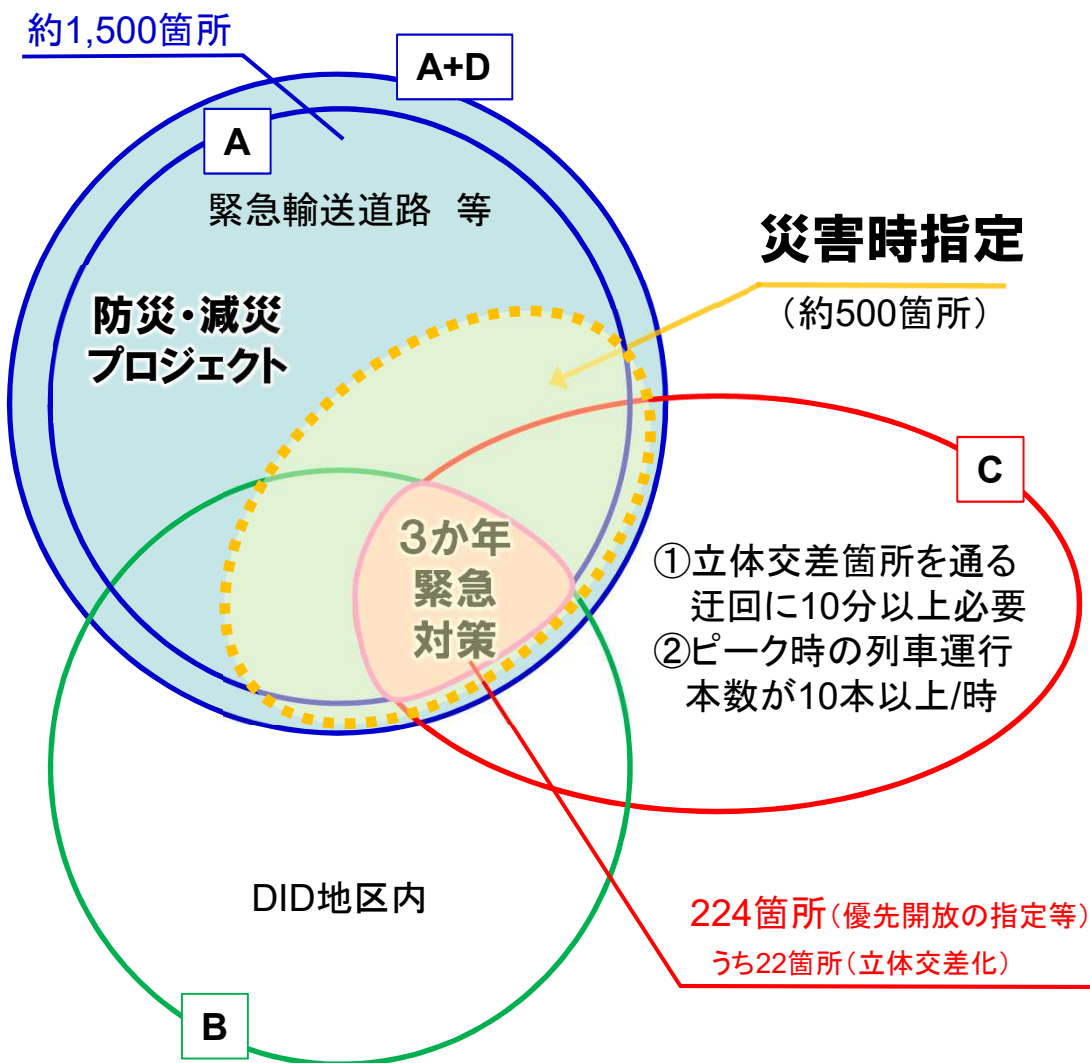 約1,500箇所
A+D
A
緊急輸送道路 等
災害時指定
（約500箇所）
防災・減災
プロジェクト
C
3か年
緊急
対策
①立体交差箇所を通る
迂回に10分以上必要
②ピーク時の列車運行
本数が10本以上/時
DID地区内
224箇所(優先開放の指定等)
うち22箇所(立体交差化)
B